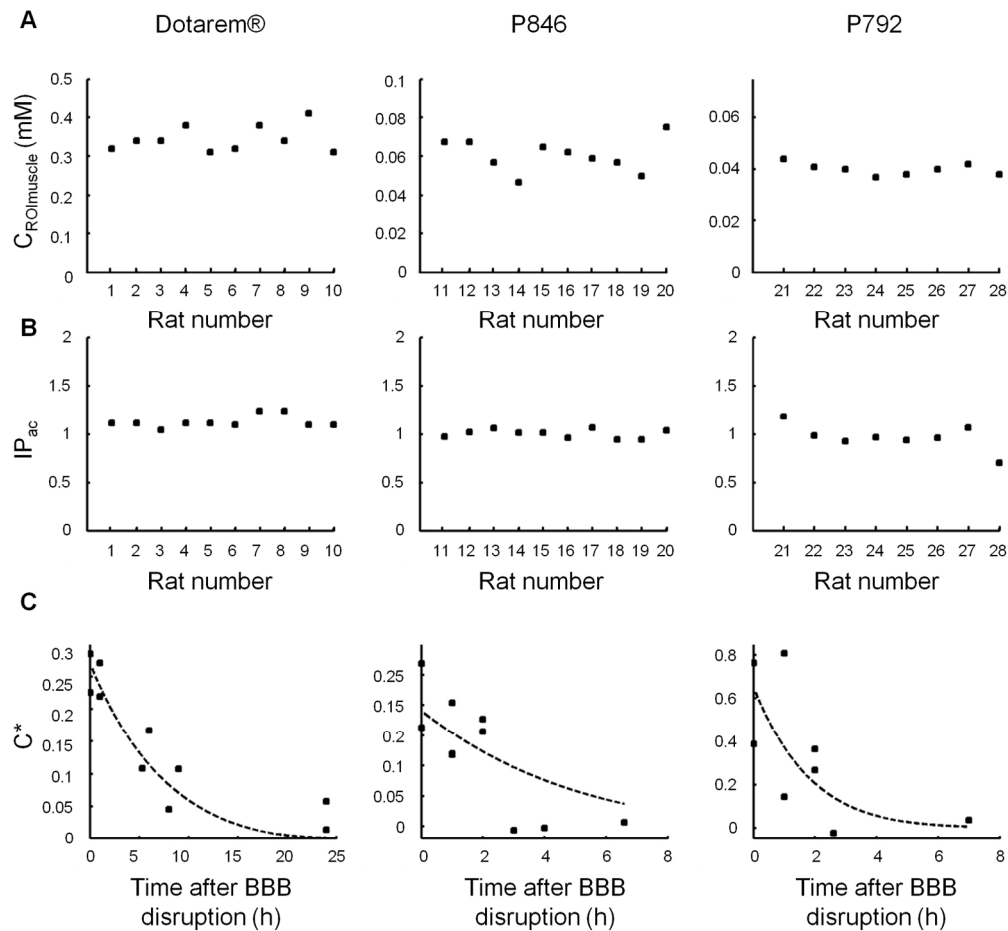 A
Dotarem®
P846
P792
C_ROImuscle (mM)
0.5
0.4
0.3
0.2
0.1
0
1 2 3 4 5 6 7 8 9 10
Rat number
0.1
0.08
0.06
0.04
0.02
0
11 12 13 14 15 16 17 18 19 20
Rat number
0.06
0.04
0.02
0
21 22 23 24 25 26 27 28
Rat number
B
IP_ac
2
1.5
1
0.5
0
1 2 3 4 5 6 7 8 9 10
Rat number
2
1.5
1
0.5
0
11 12 13 14 15 16 17 18 19 20
Rat number
2
1.5
1
0.5
0
21 22 23 24 25 26 27 28
Rat number
C
C*
0.3
0.25
0.2
0.15
0.1
0.05
0
0 5 10 15 20 25
Time after BBB
disruption (h)
0.25
0.15
0.2
0.1
0.05
0
0 2 4 6 8
Time after BBB
disruption (h)
0.8
0.6
0.4
0.2
0
0 2 4 6 8
Time after BBB
disruption (h)